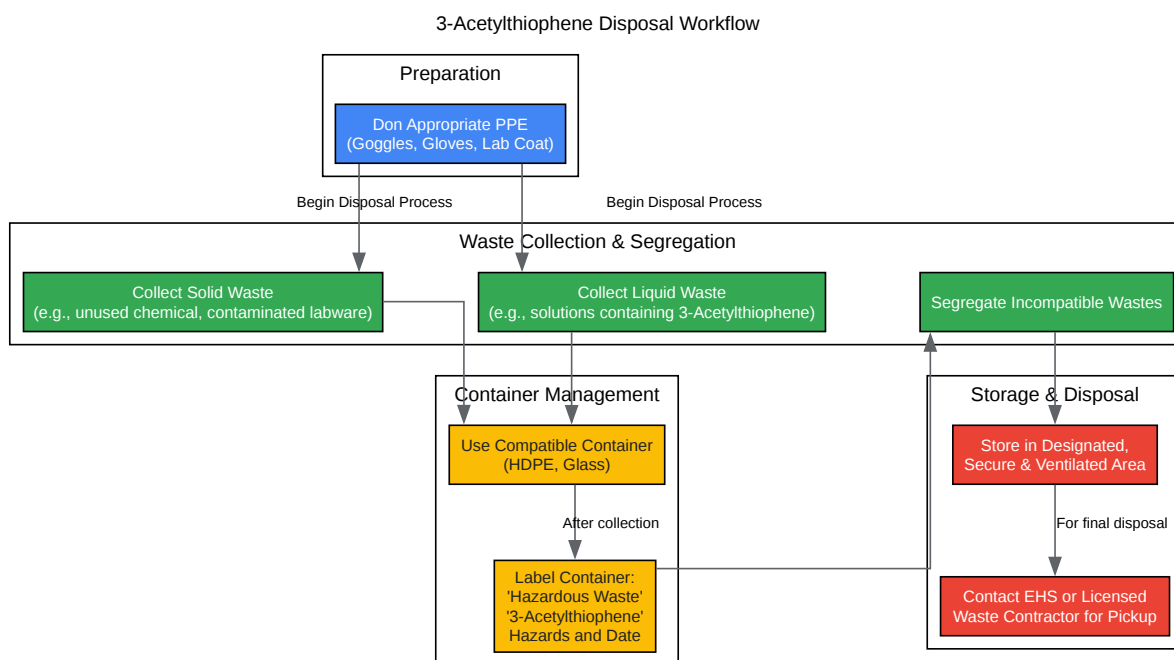 3-Acetylthiophene Disposal Workflow
Preparation
Don Appropriate PPE
(Goggles, Gloves, Lab Coat)
Begin Disposal Process
Begin Disposal Process
Waste Collection & Segregation
Collect Solid Waste
(e.g., unused chemical, contaminated labware)
Collect Liquid Waste
(e.g., solutions containing 3-Acetylthiophene)
Segregate Incompatible Wastes
Container Management
Use Compatible Container
(HDPE, Glass)
After collection
Label Container:
'Hazardous Waste'
'3-Acetylthiophene'
Hazards and Date
Storage & Disposal
Store in Designated,
Secure & Ventilated Area
For final disposal
Contact EHS or Licensed
Waste Contractor for Pickup